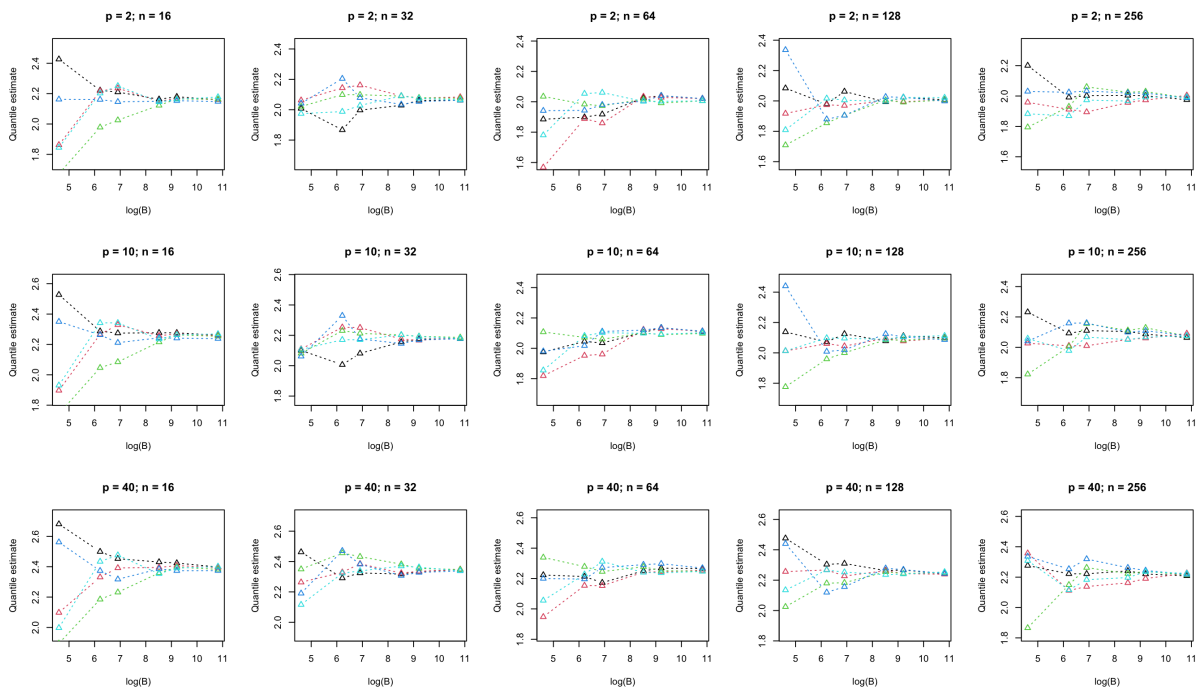 p = 2; n = 16
Quantile estimate
2.4
2.2
2.0
1.8
5 6 7 8 9 10 11
log(B)
p = 2; n = 32
Quantile estimate
2.4
2.2
2.0
1.8
5 6 7 8 9 10 11
log(B)
p = 2; n = 64
Quantile estimate
2.4
2.2
2.0
1.8
1.6
5 6 7 8 9 10 11
log(B)
p = 2; n = 128
Quantile estimate
2.4
2.2
2.0
1.8
1.6
5 6 7 8 9 10 11
log(B)
p = 2; n = 256
Quantile estimate
2.2
2.0
1.8
1.6
5 6 7 8 9 10 11
log(B)
p = 10; n = 16
Quantile estimate
2.6
2.4
2.2
2.0
1.8
5 6 7 8 9 10 11
log(B)
p = 10; n = 32
Quantile estimate
2.6
2.4
2.2
2.0
1.8
5 6 7 8 9 10 11
log(B)
p = 10; n = 64
Quantile estimate
2.4
2.2
2.0
1.8
5 6 7 8 9 10 11
log(B)
p = 10; n = 128
Quantile estimate
2.4
2.2
2.0
1.8
5 6 7 8 9 10 11
log(B)
p = 10; n = 256
Quantile estimate
2.4
2.2
2.0
1.8
5 6 7 8 9 10 11
log(B)
p = 40; n = 16
Quantile estimate
2.6
2.4
2.2
2.0
5 6 7 8 9 10 11
log(B)
p = 40; n = 32
Quantile estimate
2.6
2.4
2.2
2.0
5 6 7 8 9 10 11
log(B)
p = 40; n = 64
Quantile estimate
2.6
2.4
2.2
2.0
1.8
5 6 7 8 9 10 11
log(B)
p = 40; n = 128
Quantile estimate
2.6
2.4
2.2
2.0
1.8
5 6 7 8 9 10 11
log(B)
p = 40; n = 256
Quantile estimate
2.6
2.4
2.2
2.0
1.8
5 6 7 8 9 10 11
log(B)